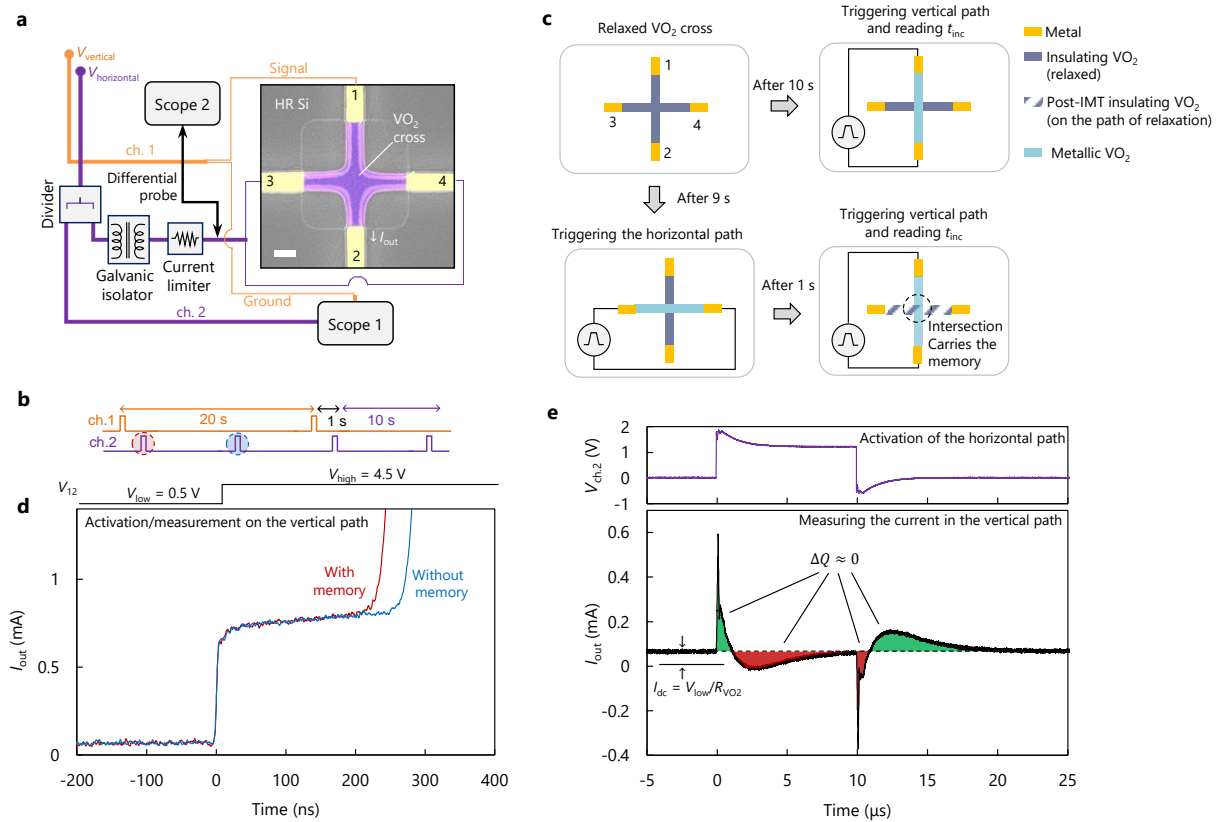 a
V_vertical
V_horizontal
Signal
Scope 2
HR Si
1
VO₂
cross
ch. 1
Differential
probe
3
4
Divider
↓ I_out
2
Galvanic
isolator
Current
limiter
Ground
ch. 2
Scope 1
b
ch.1
20 s
1 s
10 s
ch.2
V₁₂
V_low = 0.5 V
V_high = 4.5 V
c
Relaxed VO₂ cross
1
3
4
2
After 10 s
Triggering vertical path
and reading t_inc
Metal
Insulating VO₂
(relaxed)
Post-IMT insulating VO₂
(on the path of relaxation)
Metallic VO₂
After 9 s
Triggering the horizontal path
After 1 s
Triggering vertical path
and reading t_inc
Intersection
Carries the
memory
d
Activation/measurement on the vertical path
With
memory
Without
memory
I_out (mA)
1
0.5
0
-200
-100
0
100
200
300
400
Time (ns)
e
Activation of the horizontal path
V_ch.2 (V)
2
1
0
-1
Measuring the current in the vertical path
ΔQ ≈ 0
I_out (mA)
0.6
0.4
0.2
0
-0.2
-0.4
↓
↑
I_dc = V_low/R_VO2
-5
0
5
10
15
20
25
Time (µs)